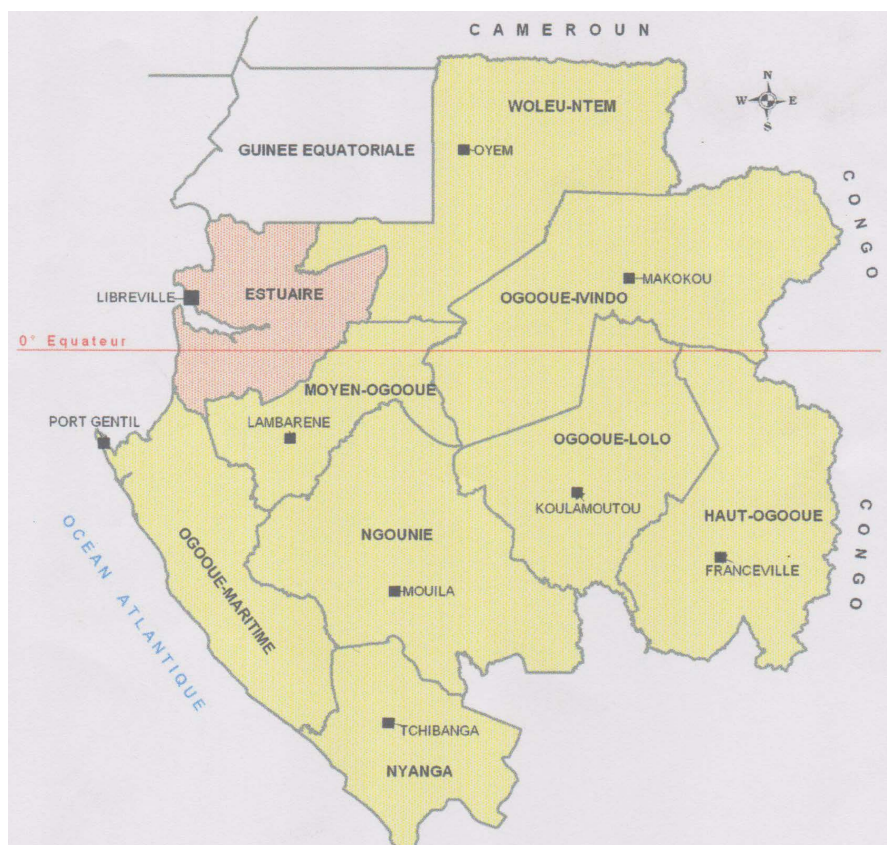 CAMEROUN
N
W
E
S
WOLEU-NTEM
GUINEE EQUATORIALE
OYEM
CONGO
MAKOKOU
LIBREVILLE
ESTUAIRE
OGOOUE-IVINDO
0° Equateur
MOYEN-OGOOUE
PORT GENTIL
LAMBARENE
OGOOUE-LOLO
KOULAMOUTOU
HAUT-OGOOUE
CONGO
NGOUNIE
OGOOUE-MARITIME
FRANCEVILLE
MOUILA
OCEAN ATLANTIQUE
TCHIBANGA
NYANGA